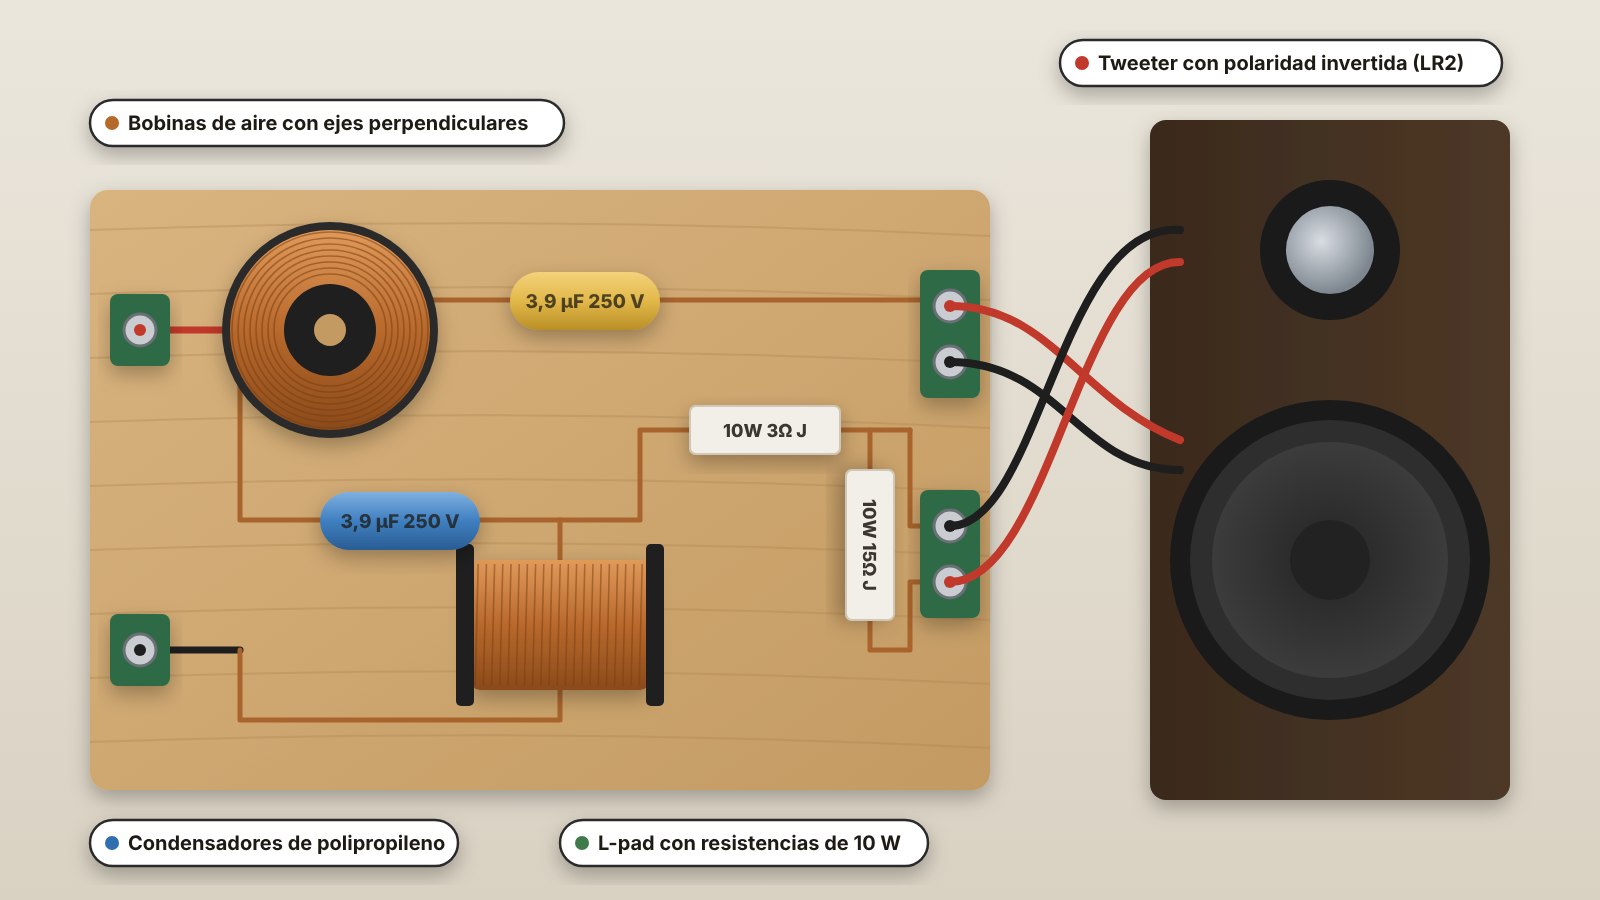 Tweeter con polaridad invertida (LR2)
Bobinas de aire con ejes perpendiculares
3,9 µF 250 V
10W 3Ω J
10W 15Ω J
3,9 µF 250 V
Condensadores de polipropileno
L-pad con resistencias de 10 W